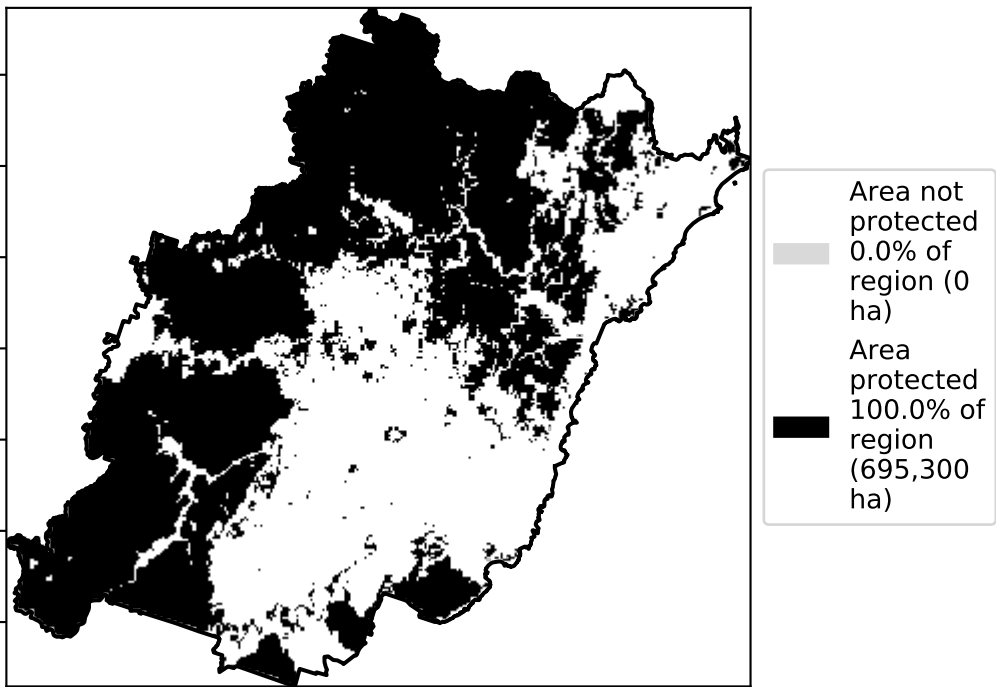 Area not
protected
0.0% of
region (0
ha)
Area
protected
100.0% of
region
(695,300
ha)